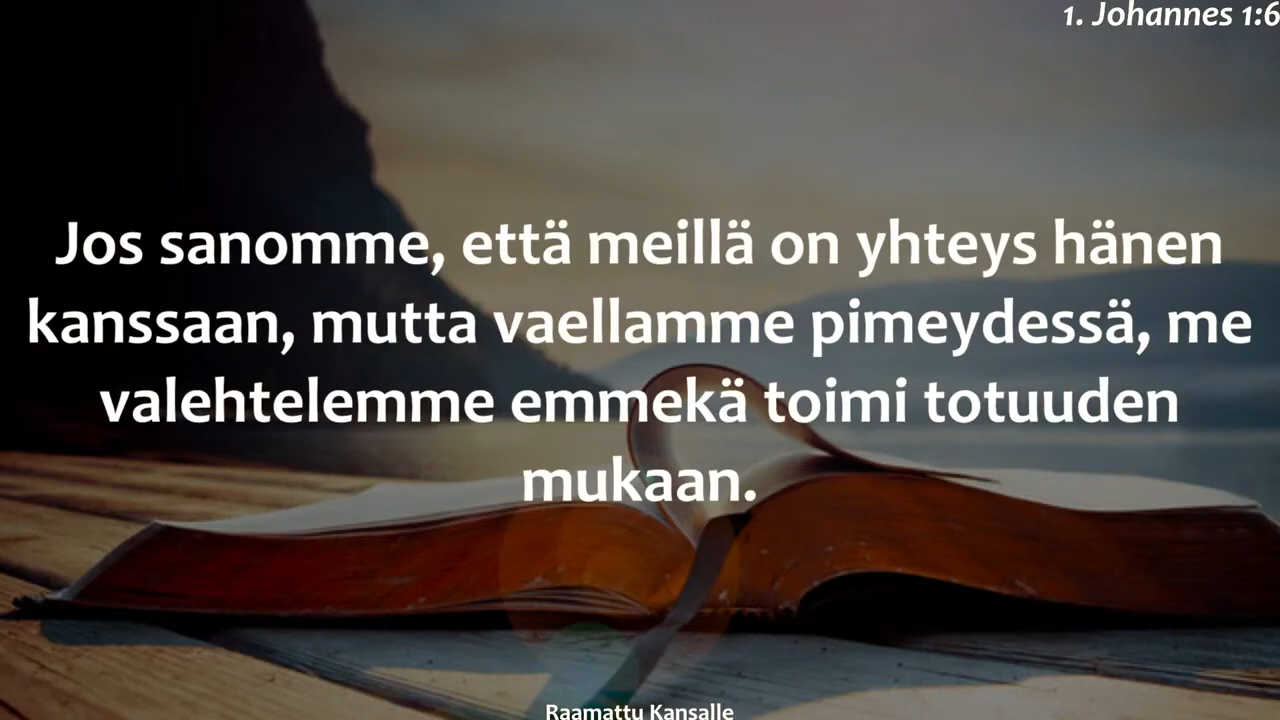 1. Johannes 1:6
Jos sanomme, että meillä on yhteys hänen
kanssaan, mutta vaellamme pimeydessä, me
valehtelemme emmekä toimi totuuden
mukaan.
Raamattu Kansalle